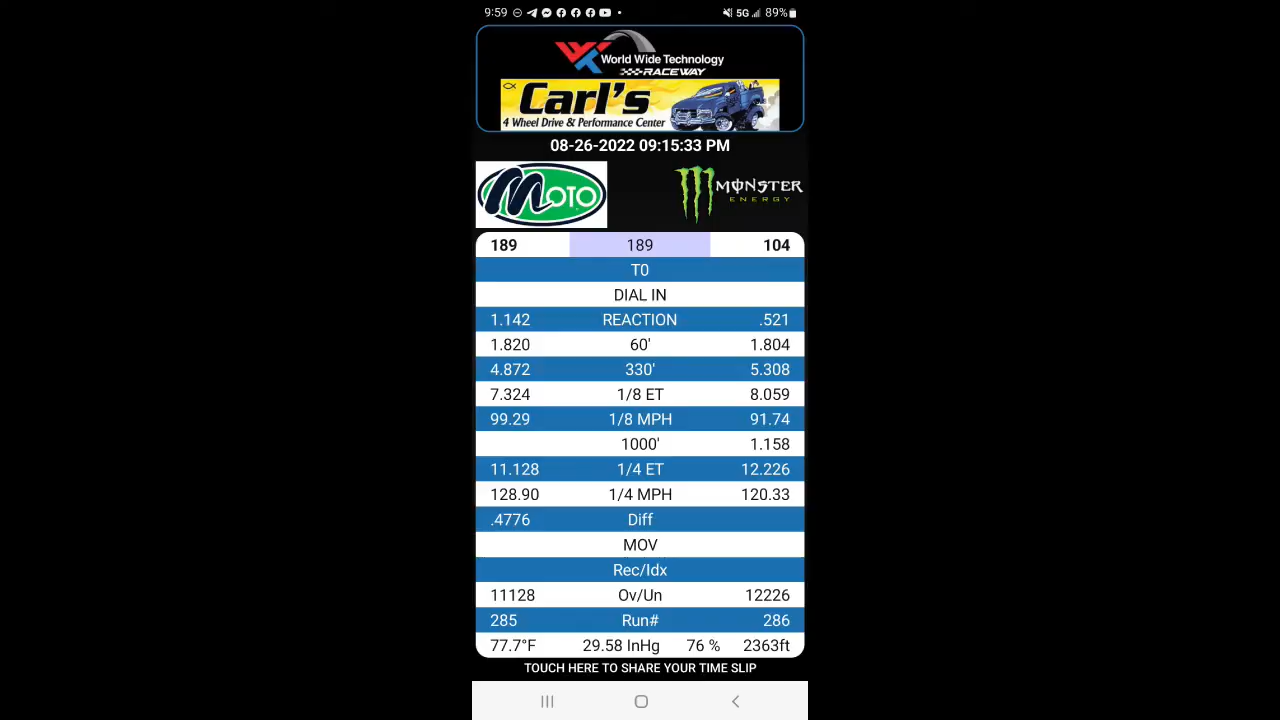 9:59 5G 89%
World Wide Technology
RACEWAY
Carl's
4 Wheel Drive & Performance Center
08-26-2022 09:15:33 PM
MOTO MONSTER
ENERGY
189 189 104
T0
DIAL IN
1.142 REACTION .521
1.820 60' 1.804
4.872 330' 5.308
7.324 1/8 ET 8.059
99.29 1/8 MPH 91.74
1000' 1.158
11.128 1/4 ET 12.226
128.90 1/4 MPH 120.33
.4776 Diff
MOV
Rec/Idx
11128 Ov/Un 12226
285 Run# 286
77.7°F 29.58 InHg 76 % 2363ft
TOUCH HERE TO SHARE YOUR TIME SLIP